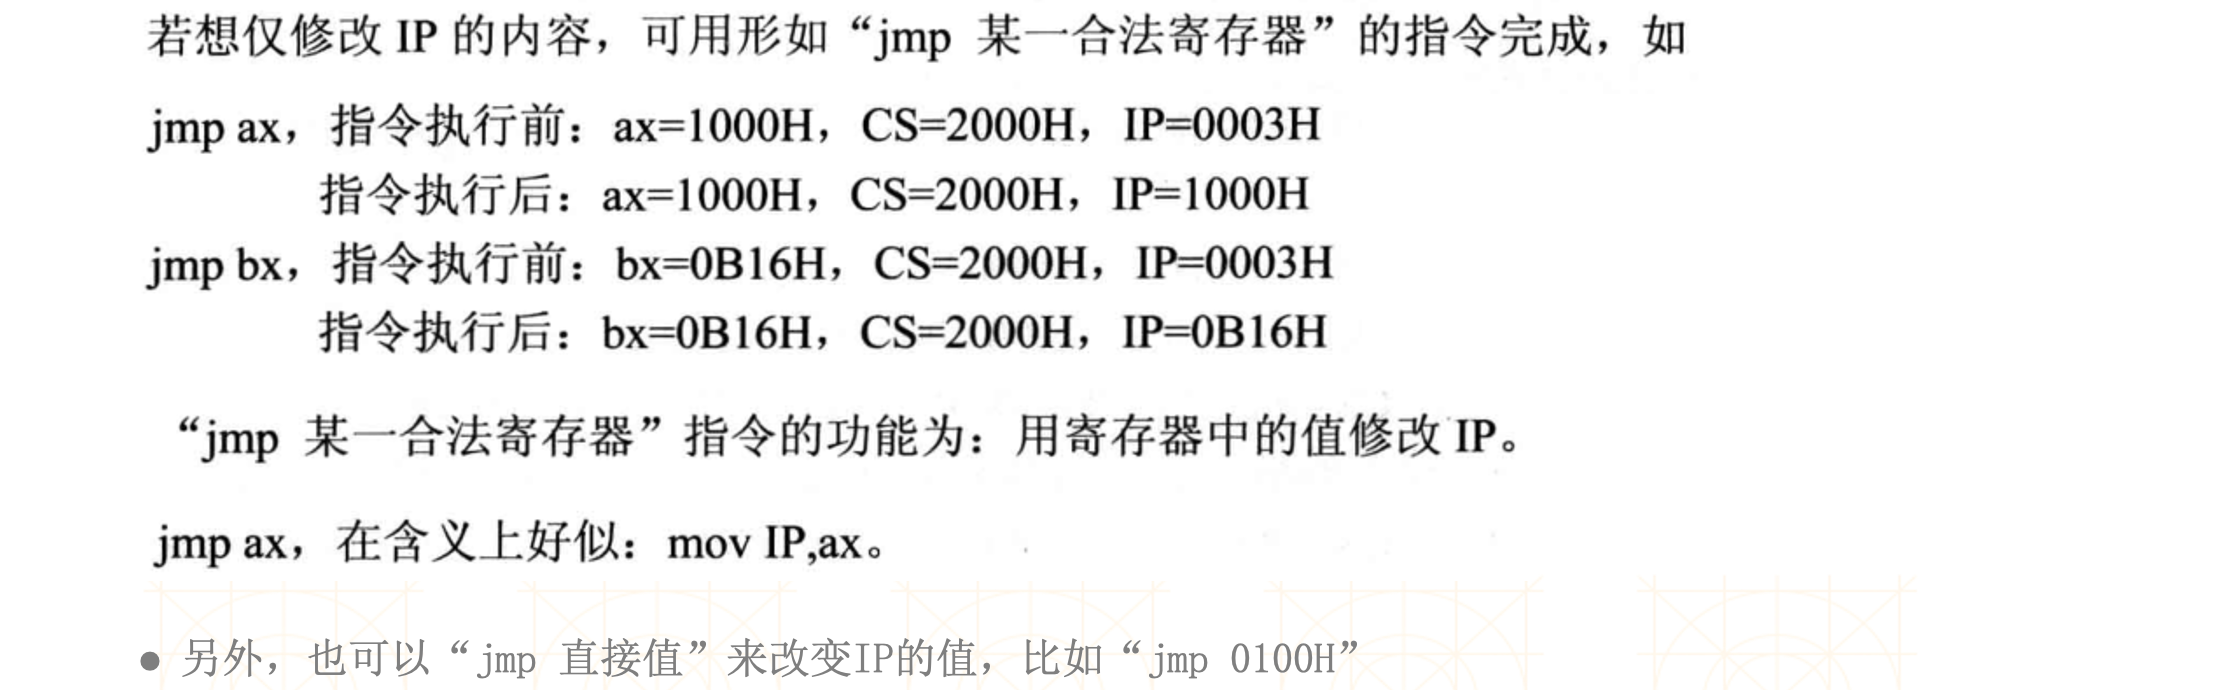 若想仅修改 IP 的内容，可用形如“jmp 某一合法寄存器”的指令完成，如
jmp ax，指令执行前：ax=1000H，CS=2000H，IP=0003H
指令执行后：ax=1000H，CS=2000H，IP=1000H
jmp bx，指令执行前：bx=0B16H，CS=2000H，IP=0003H
指令执行后：bx=0B16H，CS=2000H，IP=0B16H
“jmp 某一合法寄存器”指令的功能为：用寄存器中的值修改 IP。
jmp ax，在含义上好似：mov IP,ax。
● 另外，也可以“jmp 直接值”来改变IP的值，比如“jmp 0100H”